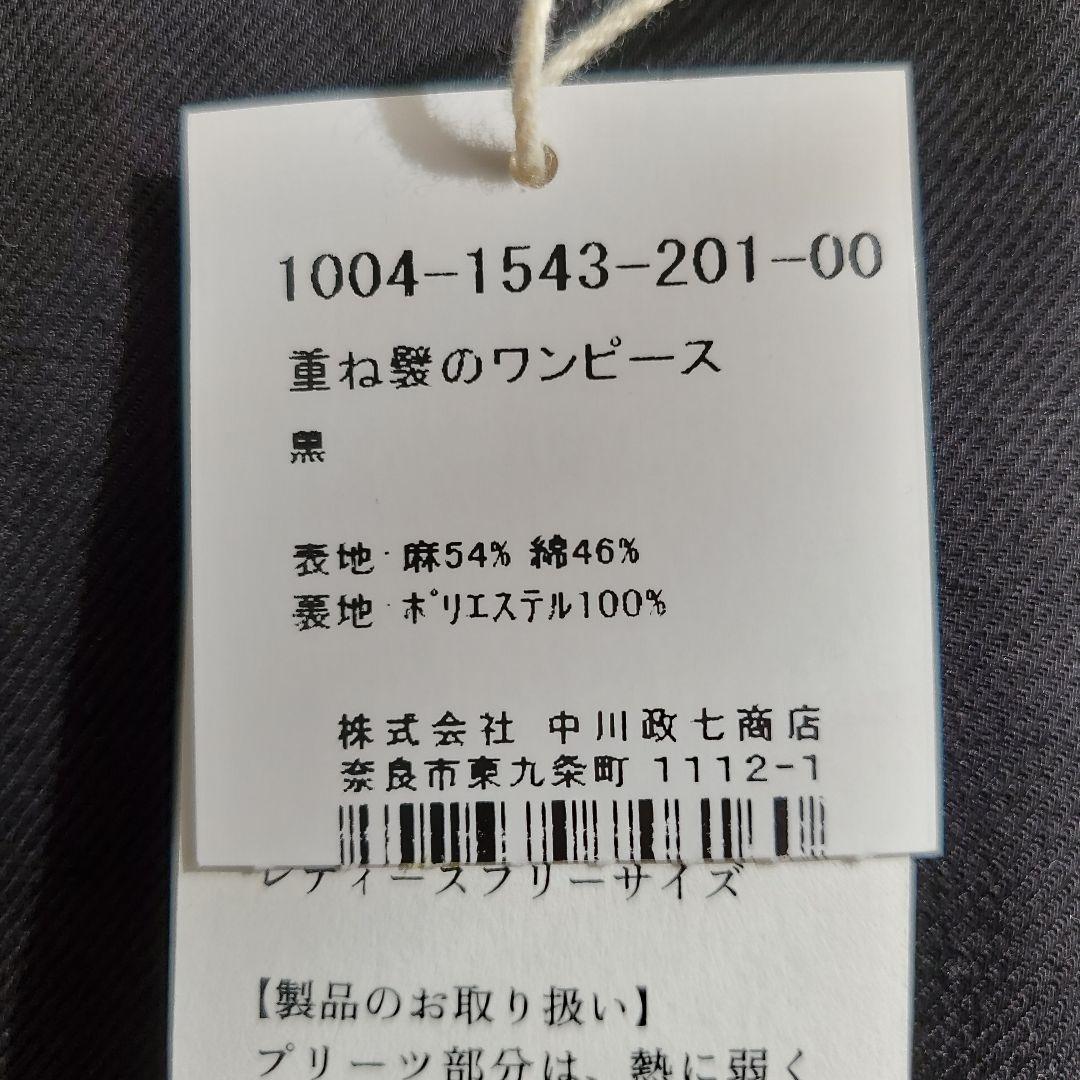 1004-1543-201-00
重ね襞のワンピース
黒
表地・麻54% 綿46%
裏地・ポリエステル100%
株式会社 中川政七商店
奈良市東九条町 1112-1
レディースフリーサイズ
【製品のお取り扱い】
プリーツ部分は、熱に弱く